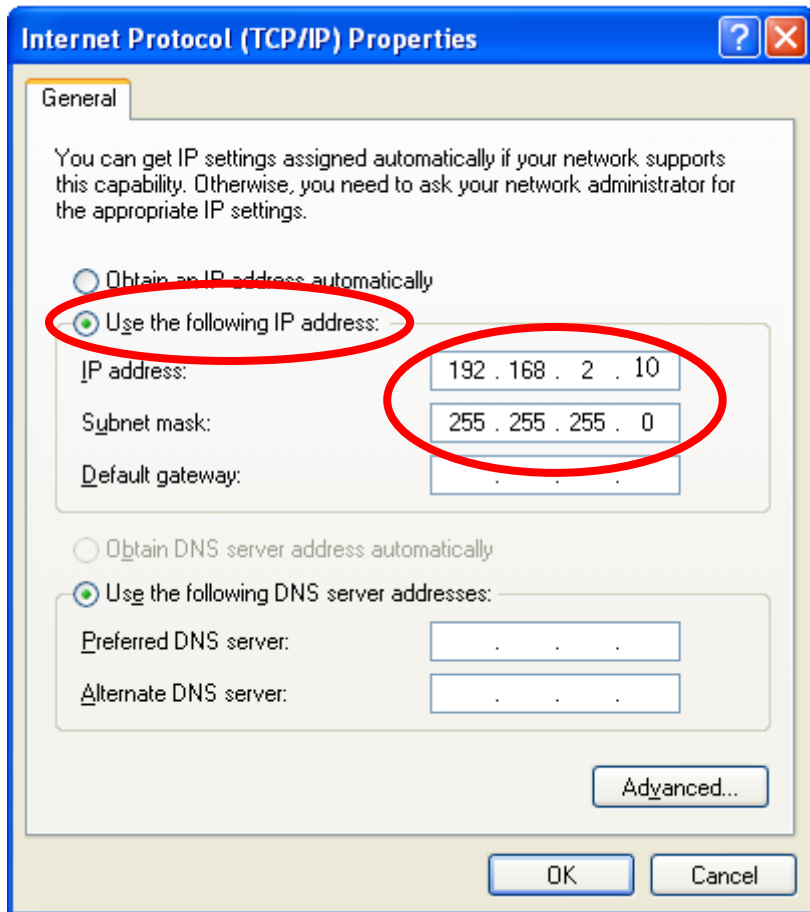 Internet Protocol (TCP/IP) Properties
General
You can get IP settings assigned automatically if your network supports
this capability. Otherwise, you need to ask your network administrator for
the appropriate IP settings.
Obtain an IP address automatically
Use the following IP address:
IP address: 192 . 168 . 2 . 10
Subnet mask: 255 . 255 . 255 . 0
Default gateway: . . .
Obtain DNS server address automatically
Use the following DNS server addresses:
Preferred DNS server: . . .
Alternate DNS server: . . .
Advanced...
OK Cancel